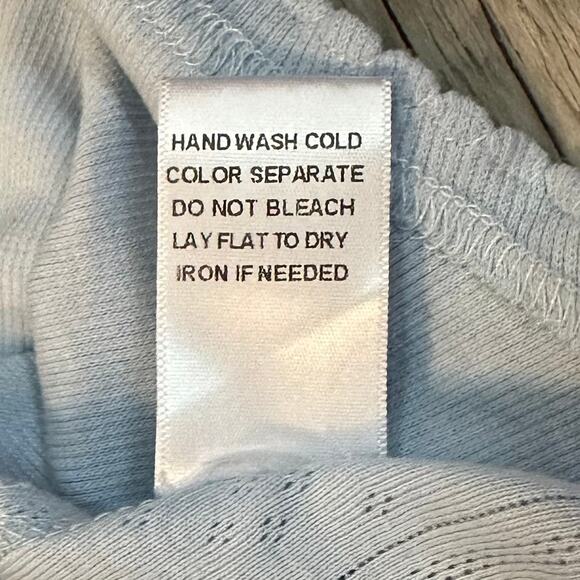 HAND WASH COLD
COLOR SEPARATE
DO NOT BLEACH
LAY FLAT TO DRY
IRON IF NEEDED